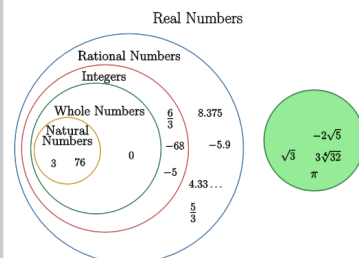 Real Numbers
Rational Numbers
Integers
Whole Numbers
Natural
Numbers
3 76
0
6/3
-68
-5
8.375
-5.9
4.33...
5/3
-2√5
√3 3∜32
π